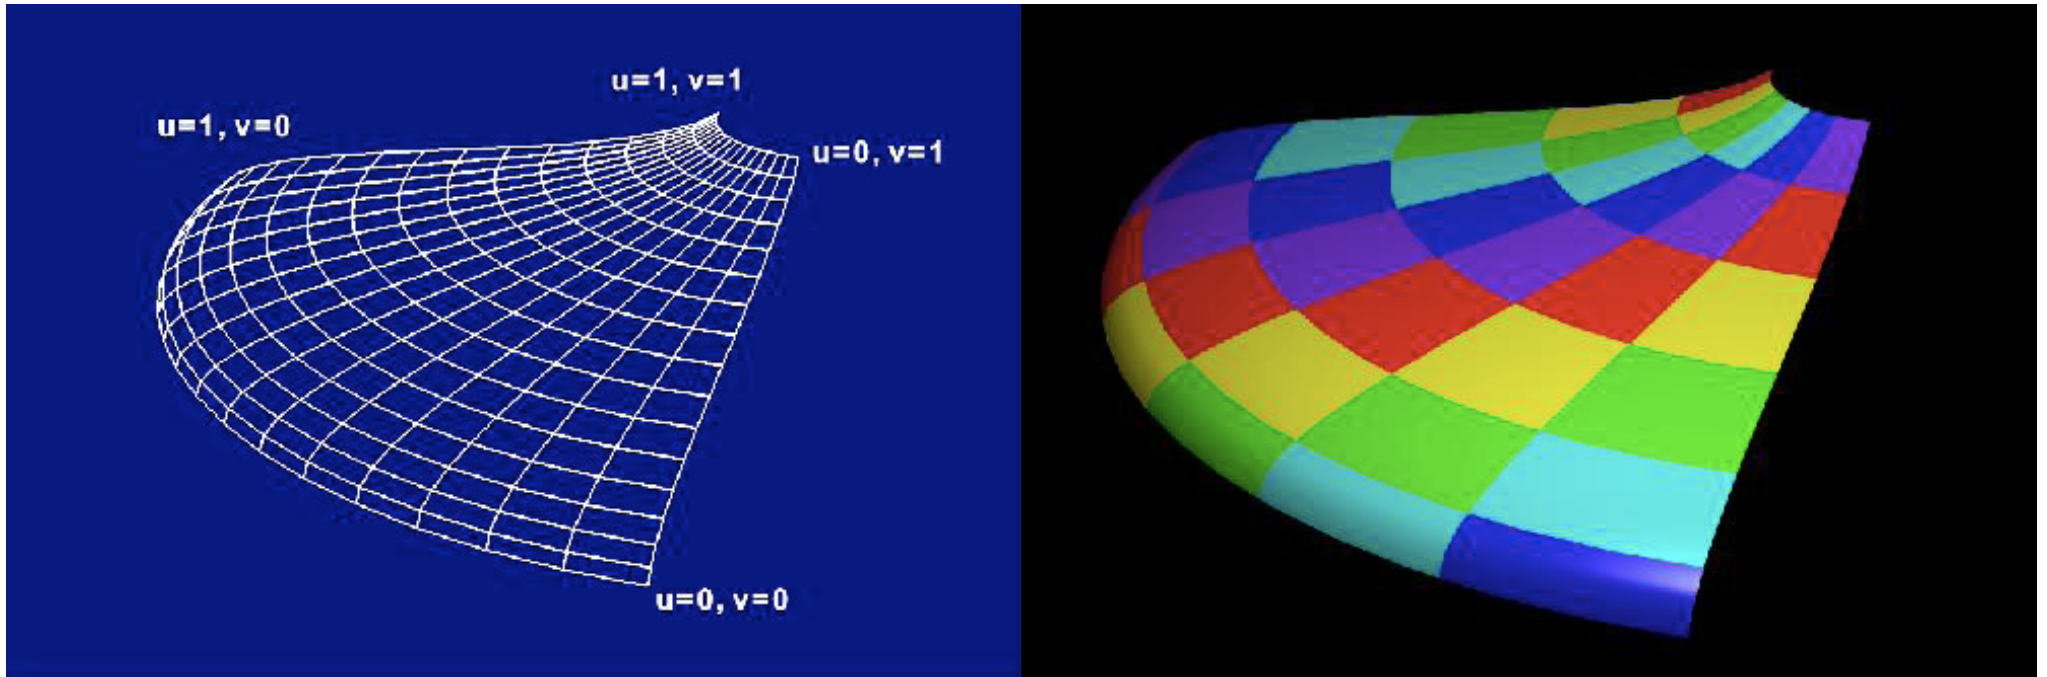 u=1, v=1
u=1, v=0
u=0, v=1
u=0, v=0